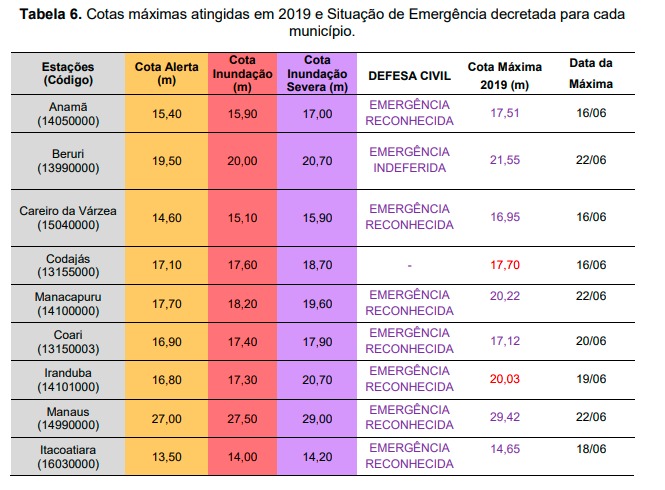 Tabela 6. Cotas máximas atingidas em 2019 e Situação de Emergência decretada para cada
município.
Estações (Código) Cota Alerta (m) Cota Inundação (m) Cota Inundação Severa (m) DEFESA CIVIL Cota Máxima 2019 (m) Data da Máxima
Anamã (14050000) 15,40 15,90 17,00 EMERGÊNCIA RECONHECIDA 17,51 16/06
Beruri (13990000) 19,50 20,00 20,70 EMERGÊNCIA INDEFERIDA 21,55 22/06
Careiro da Várzea (15040000) 14,60 15,10 15,90 EMERGÊNCIA RECONHECIDA 16,95 16/06
Codajás (13155000) 17,10 17,60 18,70 - 17,70 16/06
Manacapuru (14100000) 17,70 18,20 19,60 EMERGÊNCIA RECONHECIDA 20,22 22/06
Coari (13150003) 16,90 17,40 17,90 EMERGÊNCIA RECONHECIDA 17,12 20/06
Iranduba (14101000) 16,80 17,30 20,70 EMERGÊNCIA RECONHECIDA 20,03 19/06
Manaus (14990000) 27,00 27,50 29,00 EMERGÊNCIA RECONHECIDA 29,42 22/06
Itacoatiara (16030000) 13,50 14,00 14,20 EMERGÊNCIA RECONHECIDA 14,65 18/06